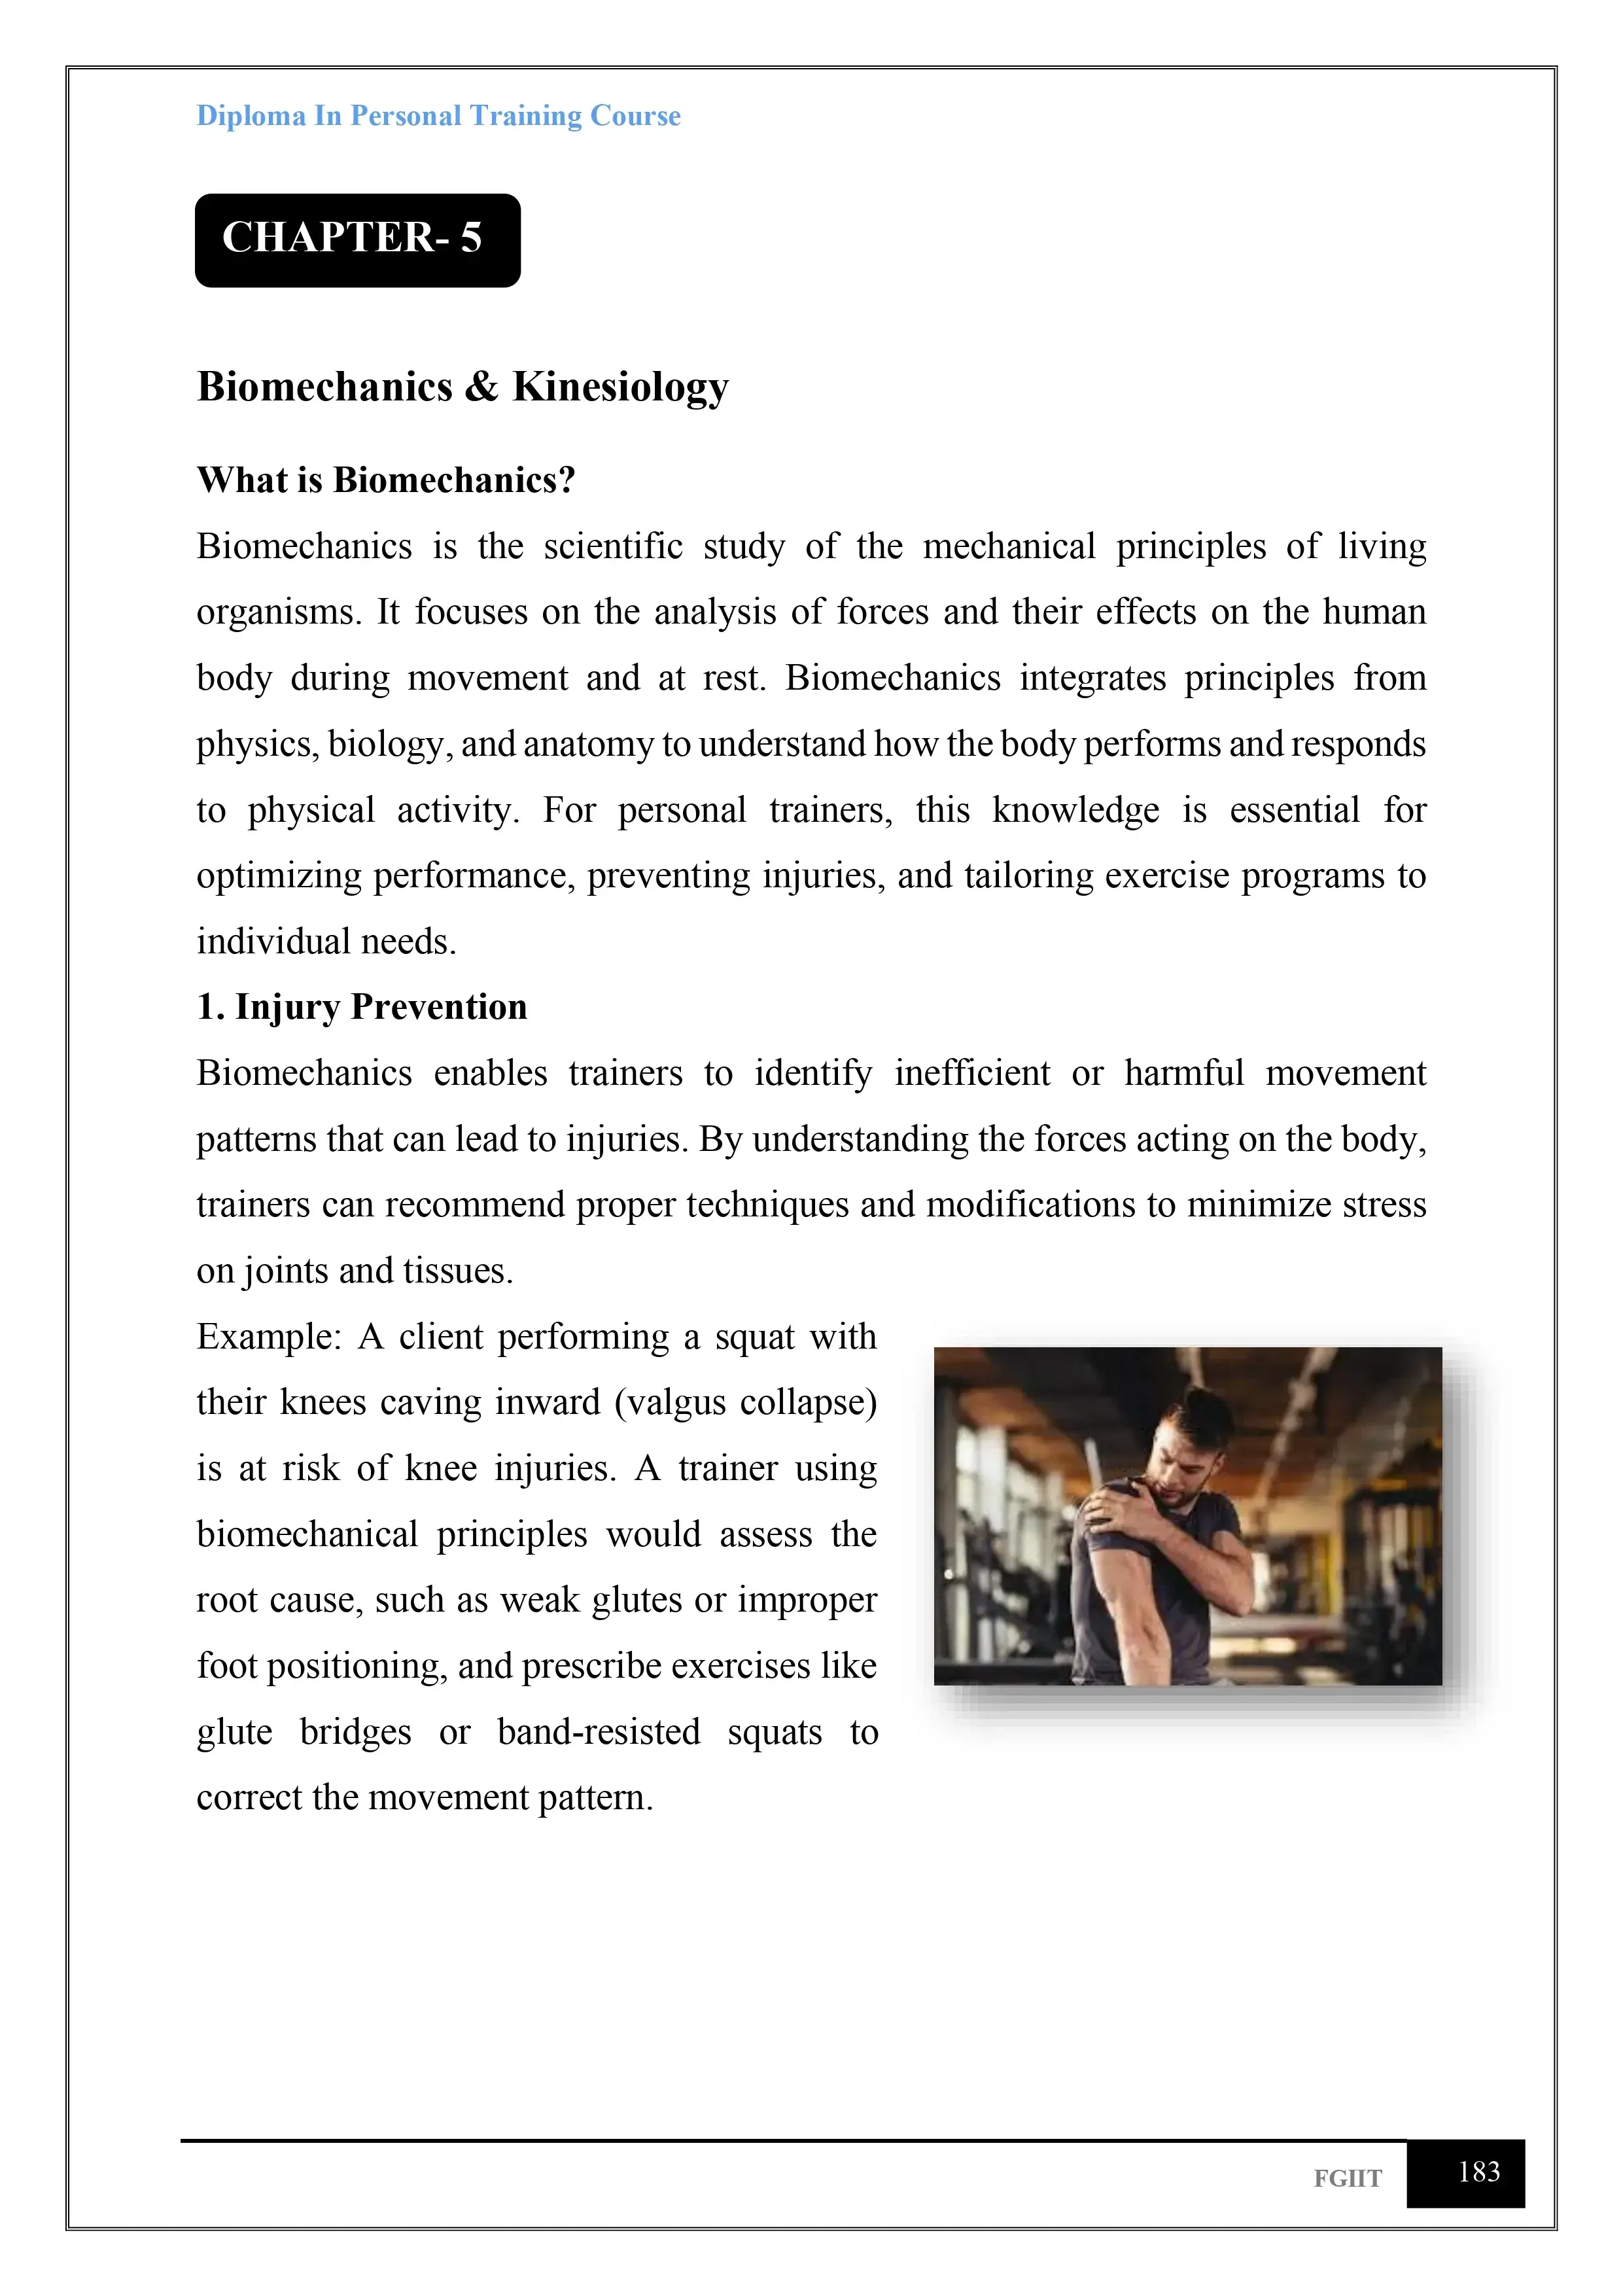 Diploma In Personal Training Course
CHAPTER- 5
Biomechanics & Kinesiology
What is Biomechanics?
Biomechanics is the scientific study of the mechanical principles of living
organisms. It focuses on the analysis of forces and their effects on the human
body during movement and at rest. Biomechanics integrates principles from
physics, biology, and anatomy to understand how the body performs and responds
to physical activity. For personal trainers, this knowledge is essential for
optimizing performance, preventing injuries, and tailoring exercise programs to
individual needs.
1. Injury Prevention
Biomechanics enables trainers to identify inefficient or harmful movement
patterns that can lead to injuries. By understanding the forces acting on the body,
trainers can recommend proper techniques and modifications to minimize stress
on joints and tissues.
Example: A client performing a squat with
their knees caving inward (valgus collapse)
is at risk of knee injuries. A trainer using
biomechanical principles would assess the
root cause, such as weak glutes or improper
foot positioning, and prescribe exercises like
glute bridges or band-resisted squats to
correct the movement pattern.
FGIIT
183